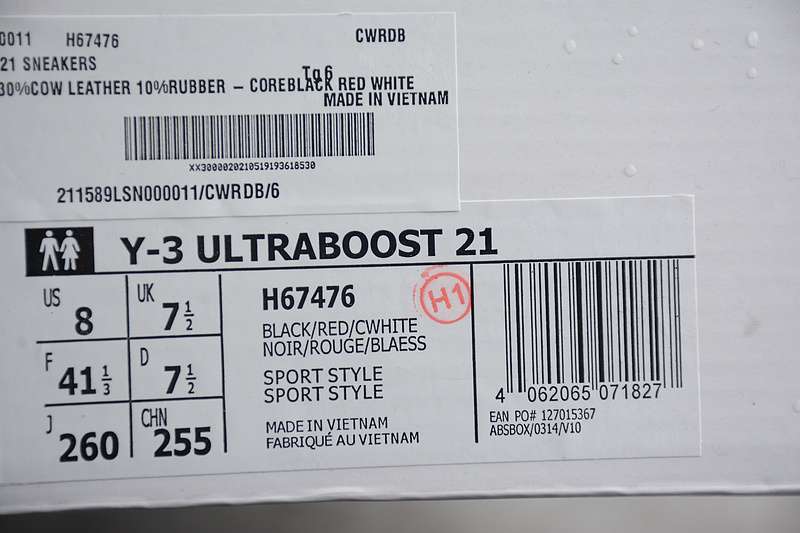 0011 H67476 CWRDB
21 SNEAKERS
Tg6
30%COW LEATHER 10%RUBBER – COREBLACK RED WHITE
MADE IN VIETNAM
XX3000020210519193618530
211589LSN000011/CWRDB/6
Y-3 ULTRABOOST 21
US 8 UK 7½
F 41⅓ D 7½
J 260 CHN 255
H67476
H1
BLACK/RED/CWHITE
NOIR/ROUGE/BLAESS
SPORT STYLE
SPORT STYLE
MADE IN VIETNAM
FABRIQUÉ AU VIETNAM
4 062065 071827
EAN PO# 127015367
ABSBOX/0314/V10